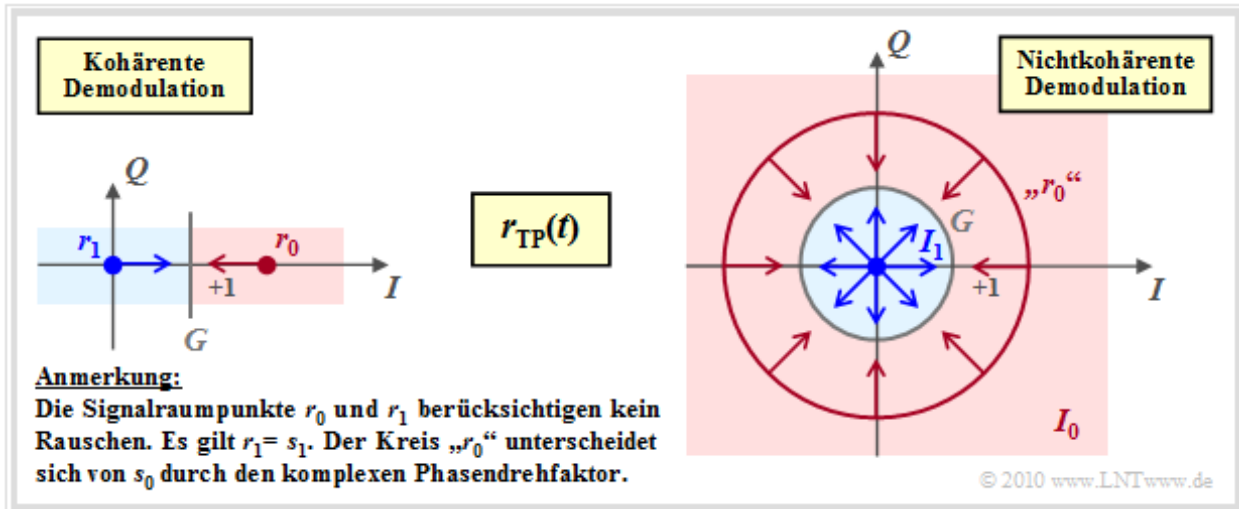 Kohärente
Demodulation
Q
r₁
r₀
+1
I
G
r_TP(t)
Nichtkohärente
Demodulation
Q
„r₀“
G
I₁
+1
I
I₀
Anmerkung:
Die Signalraumpunkte r₀ und r₁ berücksichtigen kein
Rauschen. Es gilt r₁= s₁. Der Kreis „r₀“ unterscheidet
sich von s₀ durch den komplexen Phasendrehfaktor.
© 2010 www.LNTwww.de